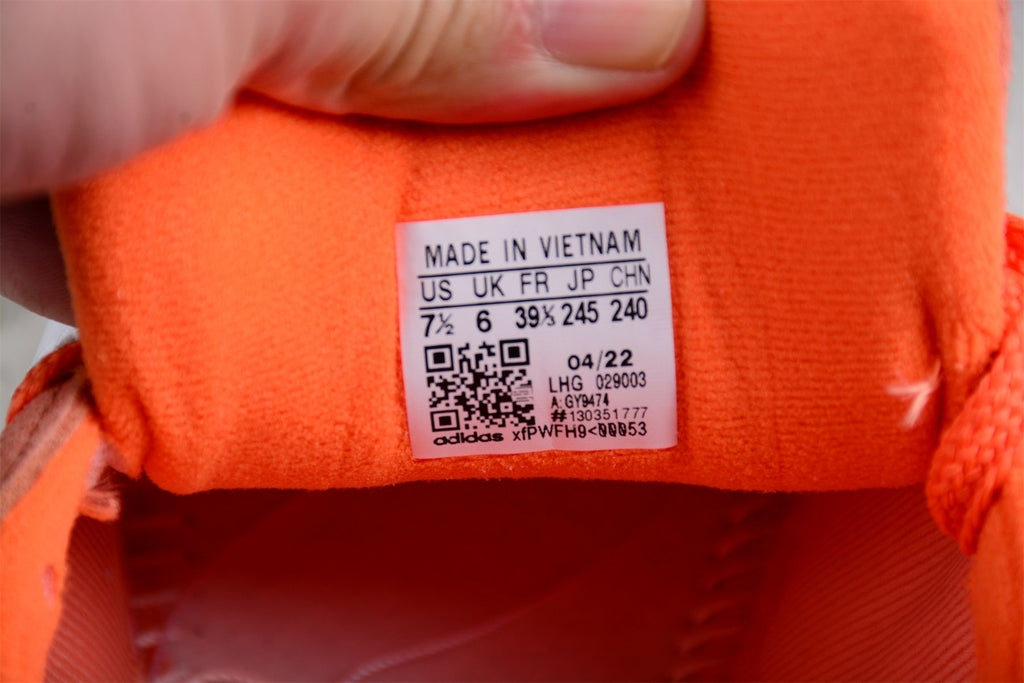 MADE IN VIETNAM
US UK FR JP CHN
7½ 6 39⅓ 245 240
04/22
LHG 029003
A:GY9474
#130351777
adidas xfPWFH9<00053